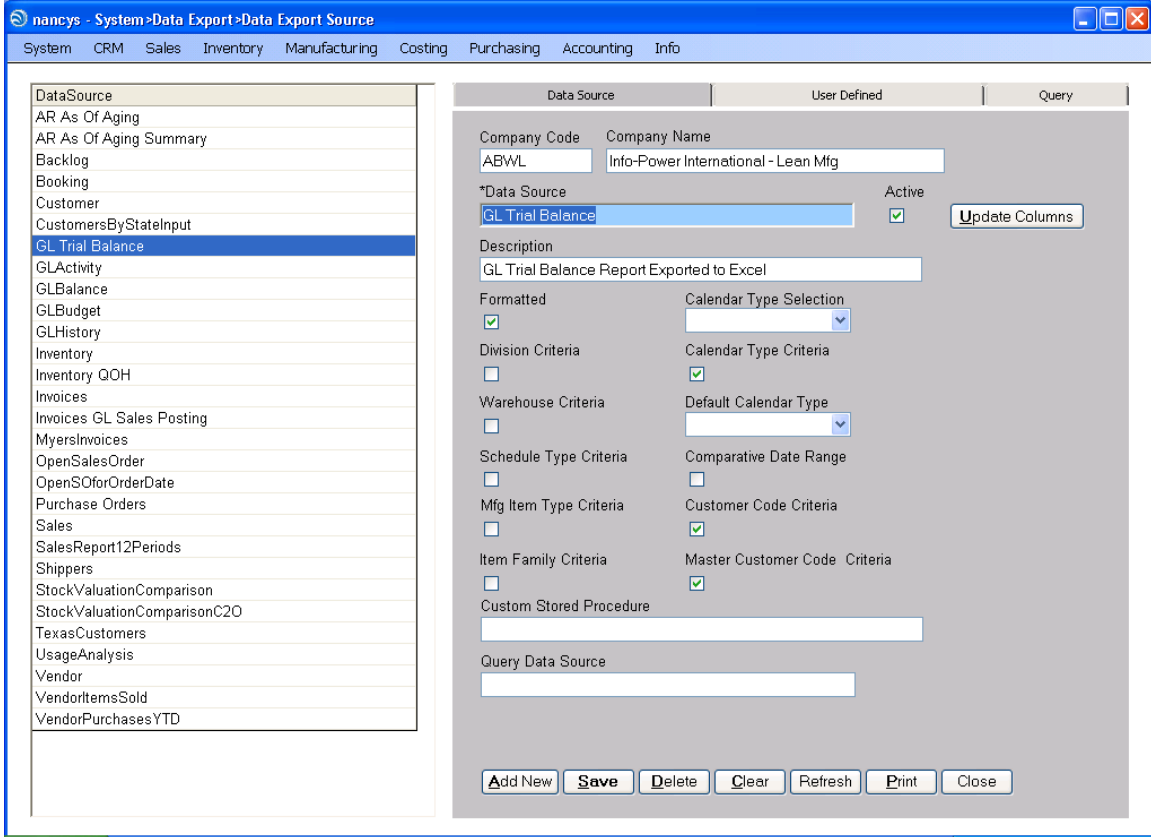 nancys - System>Data Export>Data Export Source
System CRM Sales Inventory Manufacturing Costing Purchasing Accounting Info
DataSource
AR As Of Aging
AR As Of Aging Summary
Backlog
Booking
Customer
CustomersByStateInput
GL Trial Balance
GLActivity
GLBalance
GLBudget
GLHistory
Inventory
Inventory QOH
Invoices
Invoices GL Sales Posting
MyersInvoices
OpenSalesOrder
OpenSOforOrderDate
Purchase Orders
Sales
SalesReport12Periods
Shippers
StockValuationComparison
StockValuationComparisonC2O
TexasCustomers
UsageAnalysis
Vendor
VendorItemsSold
VendorPurchasesYTD
Data Source User Defined Query
Company Code Company Name
ABWL Info-Power International - Lean Mfg
*Data Source Active
GL Trial Balance Update Columns
Description
GL Trial Balance Report Exported to Excel
Formatted Calendar Type Selection
Division Criteria Calendar Type Criteria
Warehouse Criteria Default Calendar Type
Schedule Type Criteria Comparative Date Range
Mfg Item Type Criteria Customer Code Criteria
Item Family Criteria Master Customer Code Criteria
Custom Stored Procedure
Query Data Source
Add New Save Delete Clear Refresh Print Close